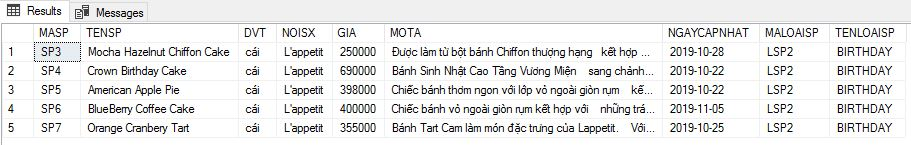 Results Messages
MASP TENSP DVT NOISX GIA MOTA NGAYCAPNHAT MALOAISP TENLOAISP
1 SP3 Mocha Hazelnut Chiffon Cake cái L'appetit 250000 Được làm từ bột bánh Chiffon thượng hạng kết hợp ... 2019-10-28 LSP2 BIRTHDAY
2 SP4 Crown Birthday Cake cái L'appetit 690000 Bánh Sinh Nhật Cao Tầng Vương Miện sang chảnh... 2019-10-22 LSP2 BIRTHDAY
3 SP5 American Apple Pie cái L'appetit 398000 Chiếc bánh thơm ngon với lớp vỏ ngoài giòn rụm kế... 2019-10-22 LSP2 BIRTHDAY
4 SP6 BlueBerry Coffee Cake cái L'appetit 400000 Chiếc bánh vỏ ngoài giòn rụm kết hợp với những trá... 2019-11-05 LSP2 BIRTHDAY
5 SP7 Orange Cranbery Tart cái L'appetit 355000 Bánh Tart Cam làm món đặc trưng của Lappetit. Với... 2019-10-25 LSP2 BIRTHDAY